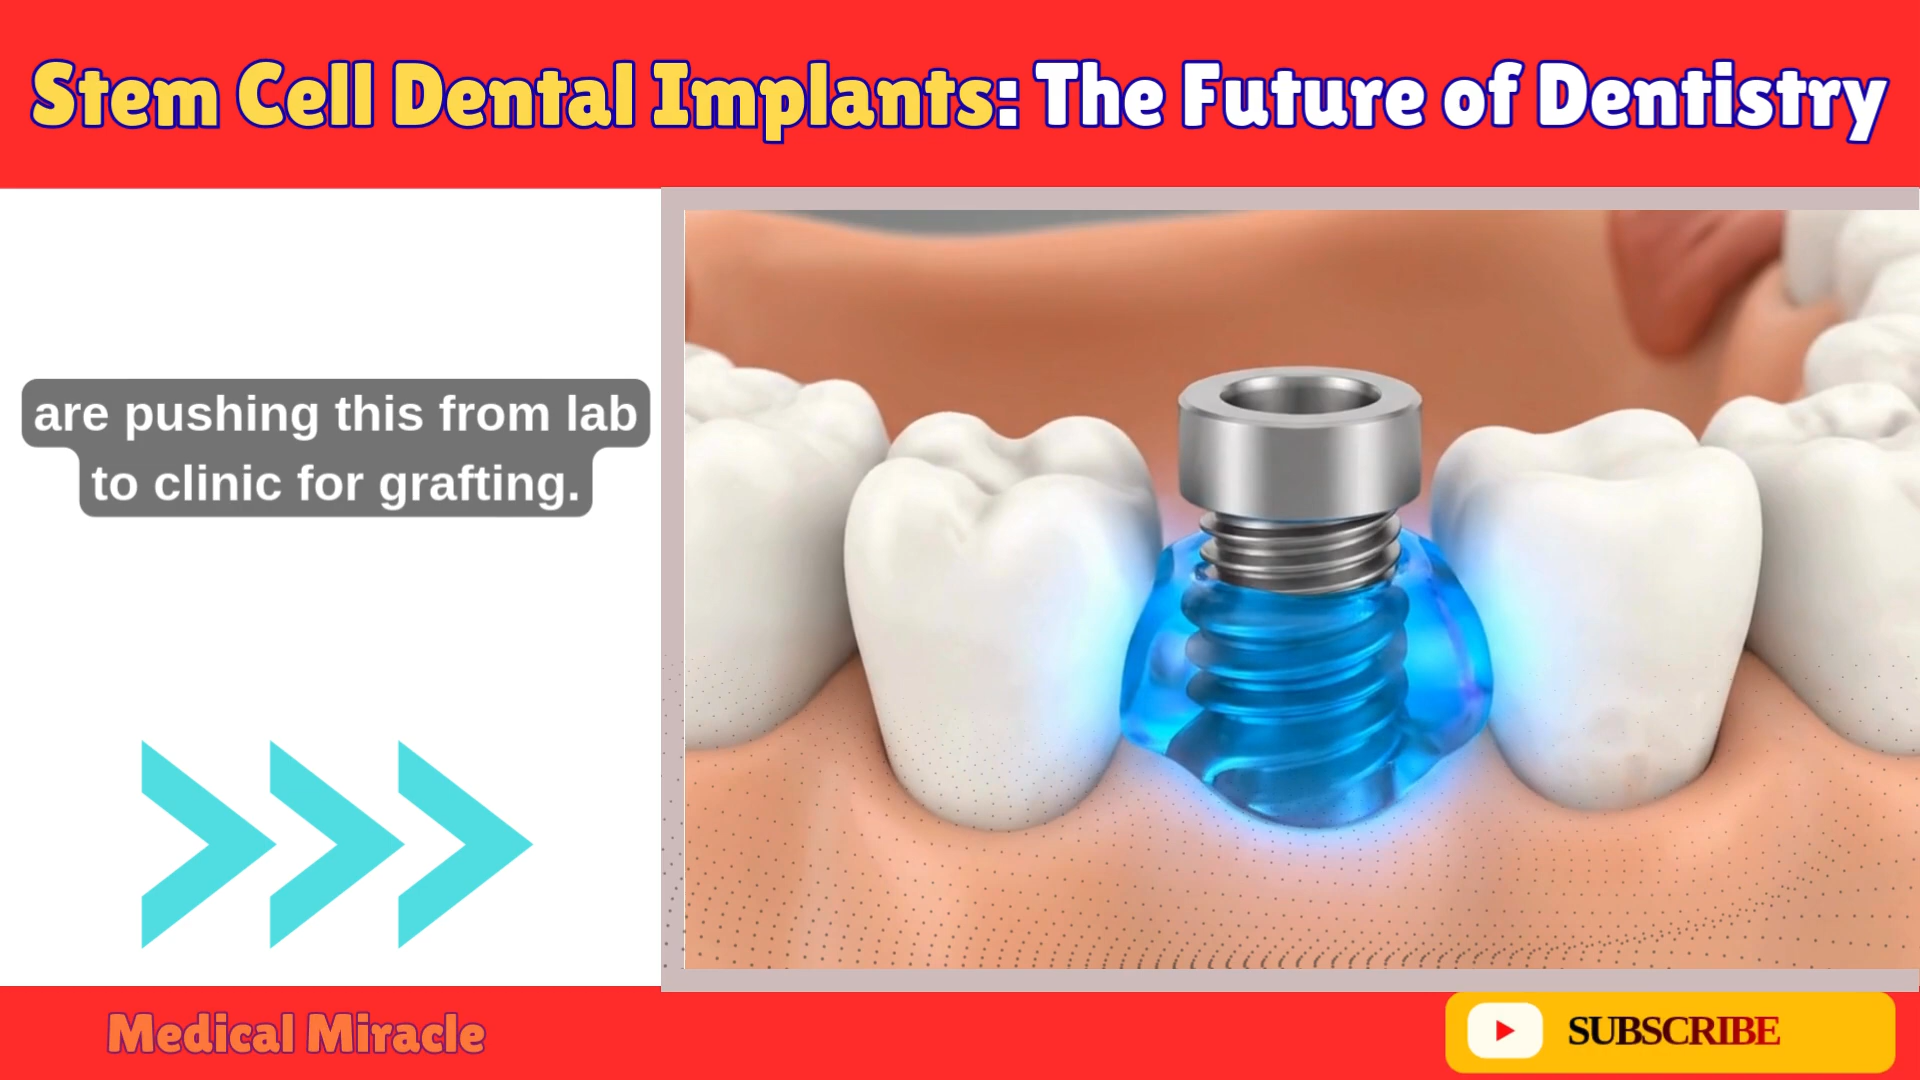 Stem Cell Dental Implants: The Future of Dentistry
are pushing this from lab
to clinic for grafting.
Medical Miracle
SUBSCRIBE